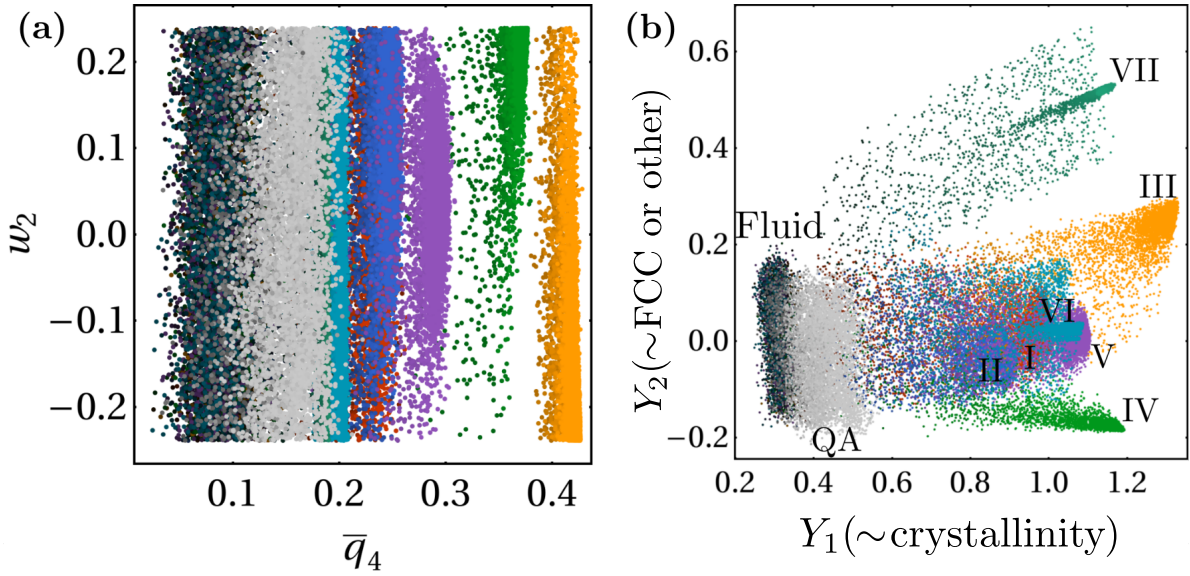 (a)
0.2
0.1
0.0
−0.1
−0.2
w₂
0.1 0.2 0.3 0.4
q̅₄
(b)
0.6
0.4
0.2
0.0
−0.2
Y₂(∼FCC or other)
VII
III
Fluid
VI
I
V
II
IV
QA
0.2 0.4 0.6 0.8 1.0 1.2
Y₁(∼crystallinity)